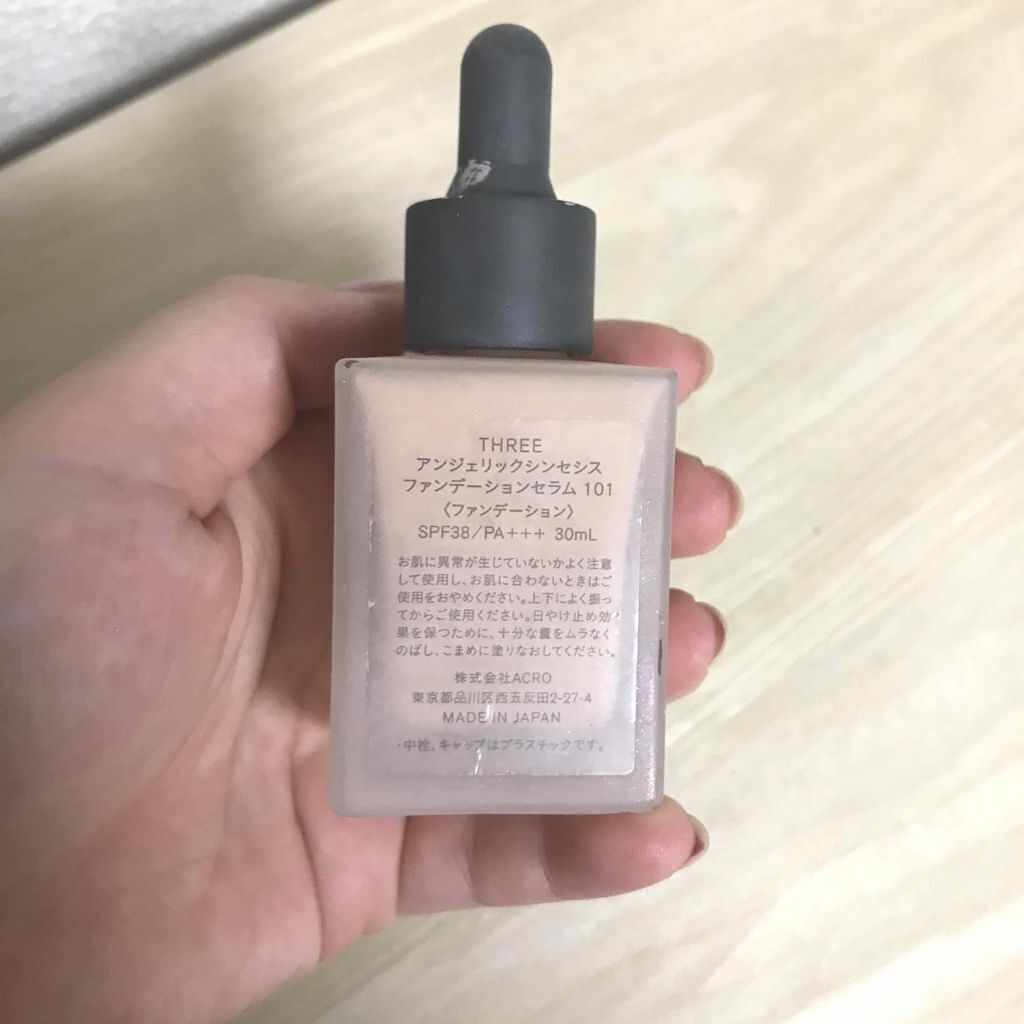 THREE
アンジェリックシンセシス
ファンデーションセラム 101
〈ファンデーション〉
SPF38/PA+++ 30mL
お肌に異常が生じていないかよく注意
して使用し、お肌に合わないときはご
使用をおやめください。上下によく振っ
てからご使用ください。日やけ止め効
果を保つために、十分な量をムラなく
のばし、こまめに塗りなおしてください。
株式会社ACRO
東京都品川区西五反田2-27-4
MADE IN JAPAN
・中栓、キャップはプラスチックです。